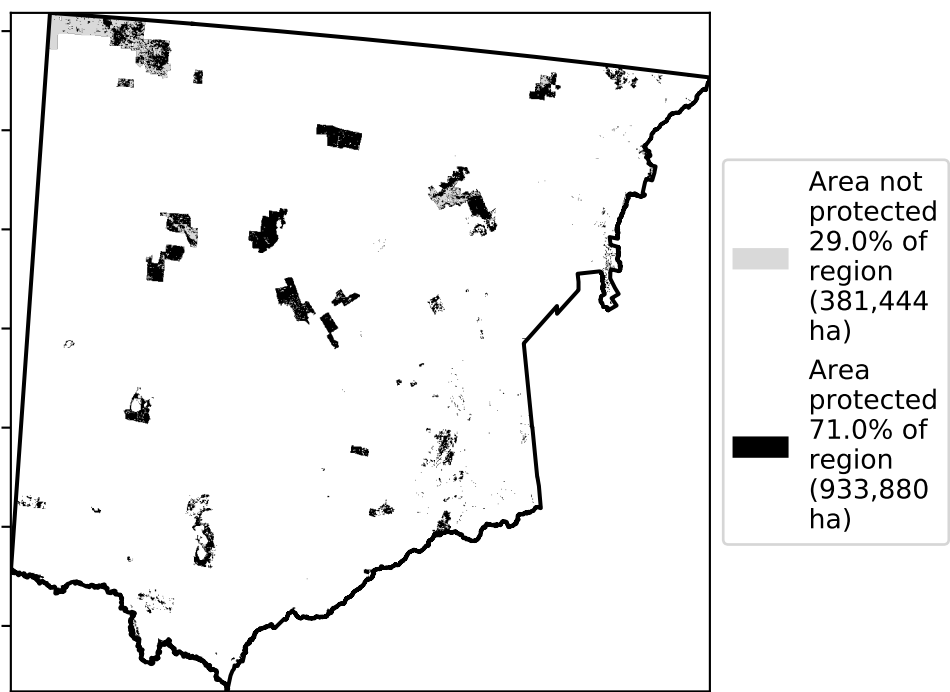 Area not
protected
29.0% of
region
(381,444
ha)
Area
protected
71.0% of
region
(933,880
ha)